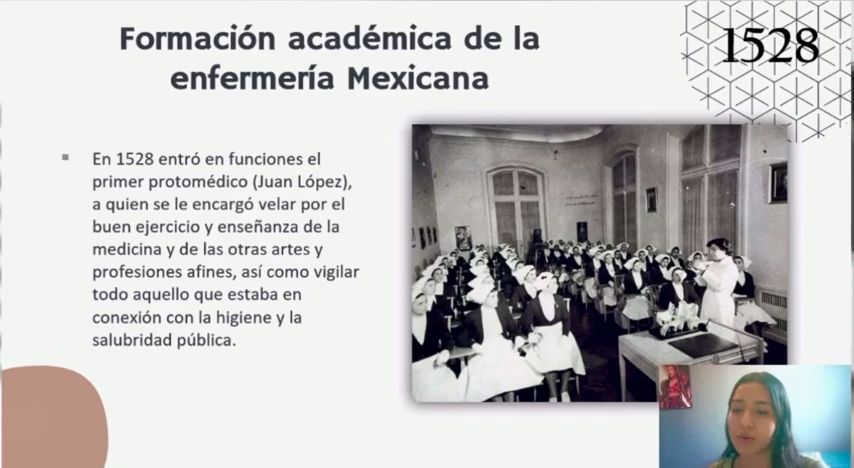 Formación académica de la
enfermería Mexicana
1528
▪ En 1528 entró en funciones el
primer protomédico (Juan López),
a quien se le encargó velar por el
buen ejercicio y enseñanza de la
medicina y de las otras artes y
profesiones afines, así como vigilar
todo aquello que estaba en
conexión con la higiene y la
salubridad pública.